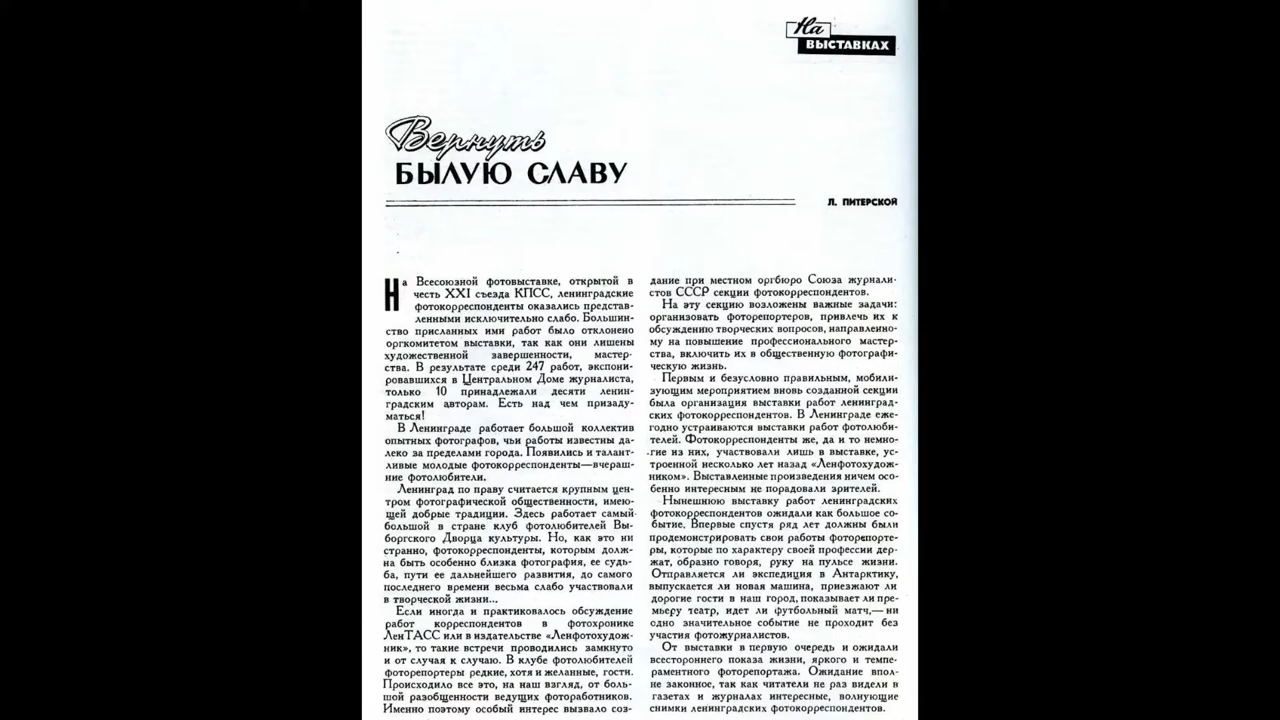 На
ВЫСТАВКАХ
Вернуть
БЫЛУЮ СЛАВУ
Л. ПИТЕРСКОЙ
На Всесоюзной фотовыставке, открытой в
честь XXI съезда КПСС, ленинградские
фотокорреспонденты оказались представ-
ленными исключительно слабо. Большин-
ство присланных ими работ было отклонено
оргкомитетом выставки, так как они лишены
художественной завершенности, мастер-
ства. В результате среди 247 работ, экспони-
ровавшихся в Центральном Доме журналиста,
только 10 принадлежали десяти ленин-
градским авторам. Есть над чем призаду-
маться!
В Ленинграде работает большой коллектив
опытных фотографов, чьи работы известны да-
леко за пределами города. Появились и талант-
ливые молодые фотокорреспонденты—вчераш-
ние фотолюбители.
Ленинград по праву считается крупным цен-
тром фотографической общественности, имею-
щей добрые традиции. Здесь работает самый
большой в стране клуб фотолюбителей Вы-
боргского Дворца культуры. Но, как это ни
странно, фотокорреспонденты, которым долж-
на быть особенно близка фотография, ее судь-
ба, пути ее дальнейшего развития, до самого
последнего времени весьма слабо участвовали
в творческой жизни...
Если иногда и практиковалось обсуждение
работ корреспондентов в фотохронике
ЛенТАСС или в издательстве «Ленфотохудож-
ник», то такие встречи проводились замкнуто
и от случая к случаю. В клубе фотолюбителей
фоторепортеры редкие, хотя и желанные, гости.
Происходило все это, на наш взгляд, от боль-
шой разобщенности ведущих фотоработников.
Именно поэтому особый интерес вызвало соз-
дание при местном оргбюро Союза журнали-
стов СССР секции фотокорреспондентов.
На эту секцию возложены важные задачи:
организовать фоторепортеров, привлечь их к
обсуждению творческих вопросов, направленно-
му на повышение профессионального мастер-
ства, включить их в общественную фотографи-
ческую жизнь.
Первым и безусловно правильным, мобили-
зующим мероприятием вновь созданной секции
была организация выставки работ ленинград-
ских фотокорреспондентов. В Ленинграде еже-
годно устраиваются выставки работ фотолюби-
телей. Фотокорреспонденты же, да и то немно-
гие из них, участвовали лишь в выставке, ус-
троенной несколько лет назад «Ленфотохудож-
ником». Выставленные произведения ничем осо-
бенно интересным не порадовали зрителей.
Нынешнюю выставку работ ленинградских
фотокорреспондентов ожидали как большое со-
бытие. Впервые спустя ряд лет должны были
продемонстрировать свои работы фоторепорте-
ры, которые по характеру своей профессии дер-
жат, образно говоря, руку на пульсе жизни.
Отправляется ли экспедиция в Антарктику,
выпускается ли новая машина, приезжают ли
дорогие гости в наш город, показывает ли пре-
мьеру театр, идет ли футбольный матч,— ни
одно значительное событие не проходит без
участия фотожурналистов.
От выставки в первую очередь и ожидали
всестороннего показа жизни, яркого и темпе-
раментного фоторепортажа. Ожидание впол-
не законное, так как читатели не раз видели в
газетах и журналах интересные, волнующие
снимки ленинградских фотокорреспондентов.